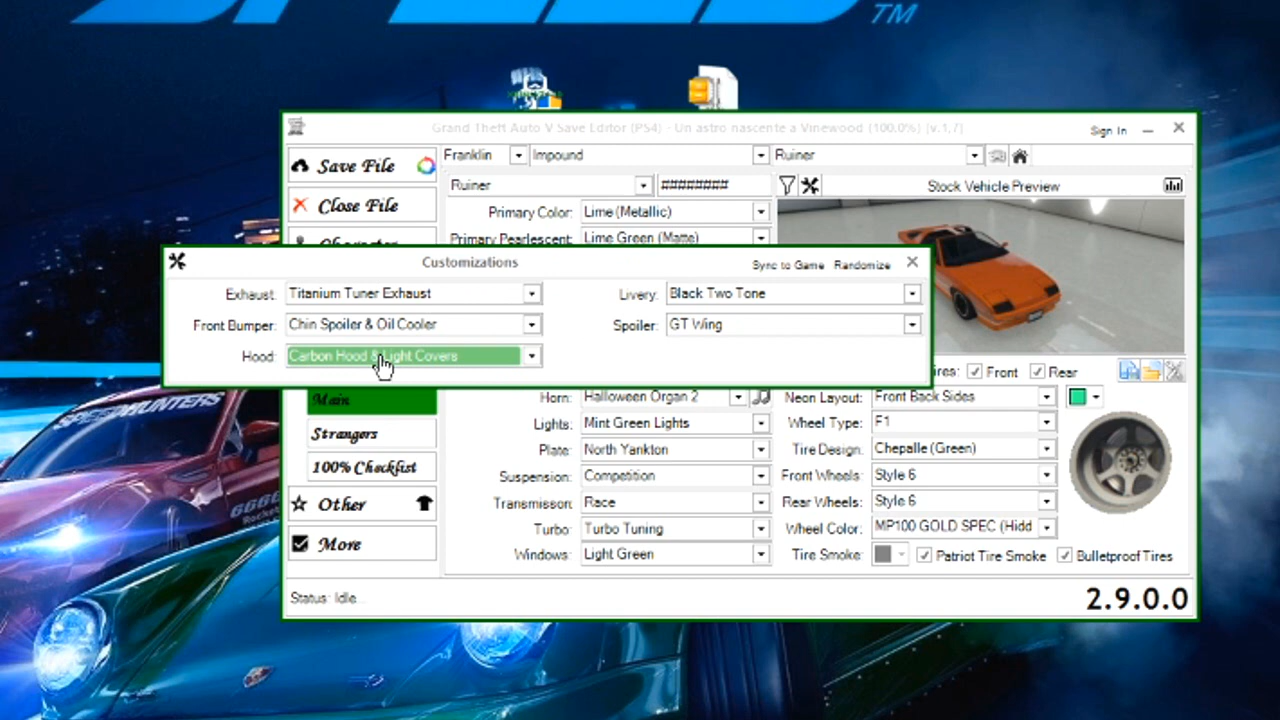 TM
Grand Theft Auto V Save Editor (PS4) - Un astro nascente a Vinewood (100.0%) (v.1,7)
Sign In
Save File
Franklin
Impound
Ruiner
Close File
Ruiner
########
Stock Vehicle Preview
Primary Color:
Lime (Metallic)
Character
Primary Pearlescent:
Lime Green (Matte)
Customizations
Sync to Game
Randomize
Exhaust:
Titanium Tuner Exhaust
Livery:
Black Two Tone
Front Bumper:
Chin Spoiler & Oil Cooler
Spoiler:
GT Wing
Hood:
Carbon Hood & Light Covers
ires:
Front
Rear
Main
Horn:
Halloween Organ 2
Neon Layout:
Front Back Sides
Strangers
Lights:
Mint Green Lights
Wheel Type:
F1
Plate:
North Yankton
Tire Design:
Chepalle (Green)
100% Checklist
Suspension:
Competition
Front Wheels:
Style 6
Other
Transmisson:
Race
Rear Wheels:
Style 6
Turbo:
Turbo Tuning
Wheel Color:
MP100 GOLD SPEC (Hidd
More
Windows:
Light Green
Tire Smoke:
Patriot Tire Smoke
Bulletproof Tires
Status: Idle...
2.9.0.0
SPEEDHUNTERS
6666
Rocket